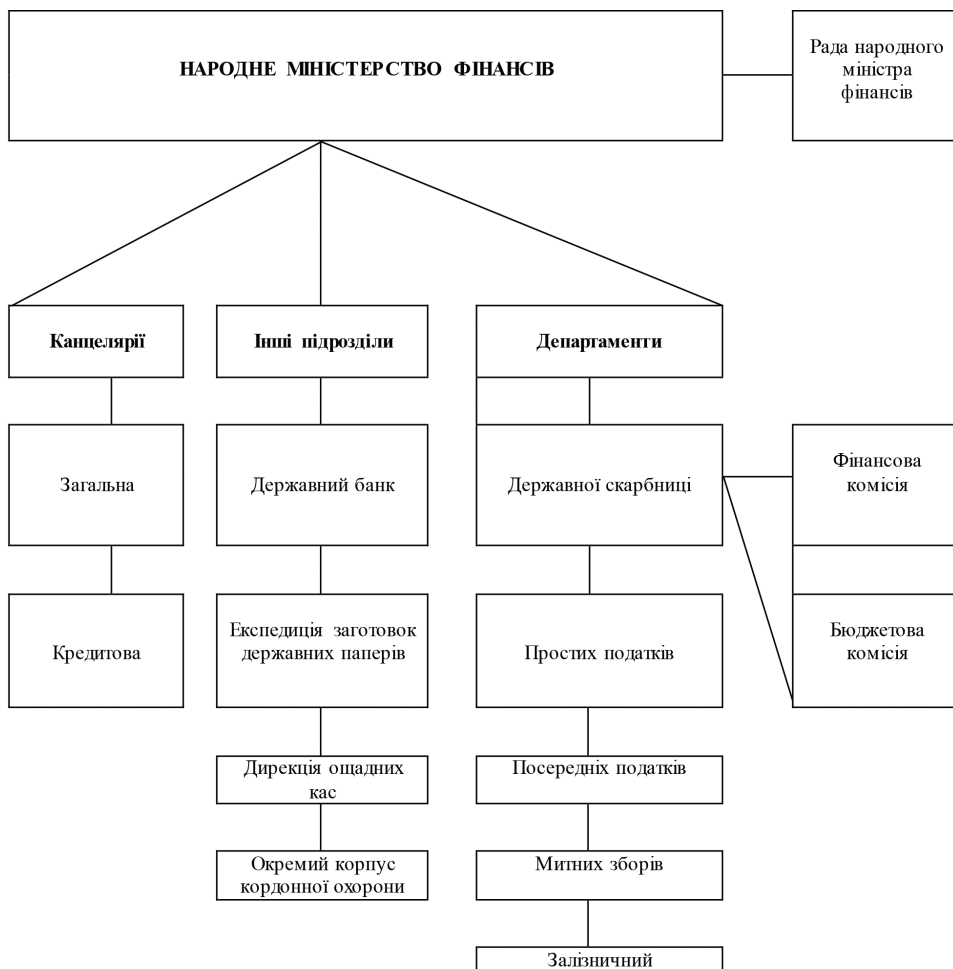 НАРОДНЕ МІНІСТЕРСТВО ФІНАНСІВ
Рада народного
міністра
фінансів
Канцелярії
Інші підрозділи
Департаменти
Загальна
Державний банк
Державної скарбниці
Фінансова
комісія
Кредитова
Експедиція заготовок
державних паперів
Простих податків
Бюджетова
комісія
Дирекція ощадних
кас
Посередніх податків
Окремий корпус
кордонної охорони
Митних зборів
Залізничний